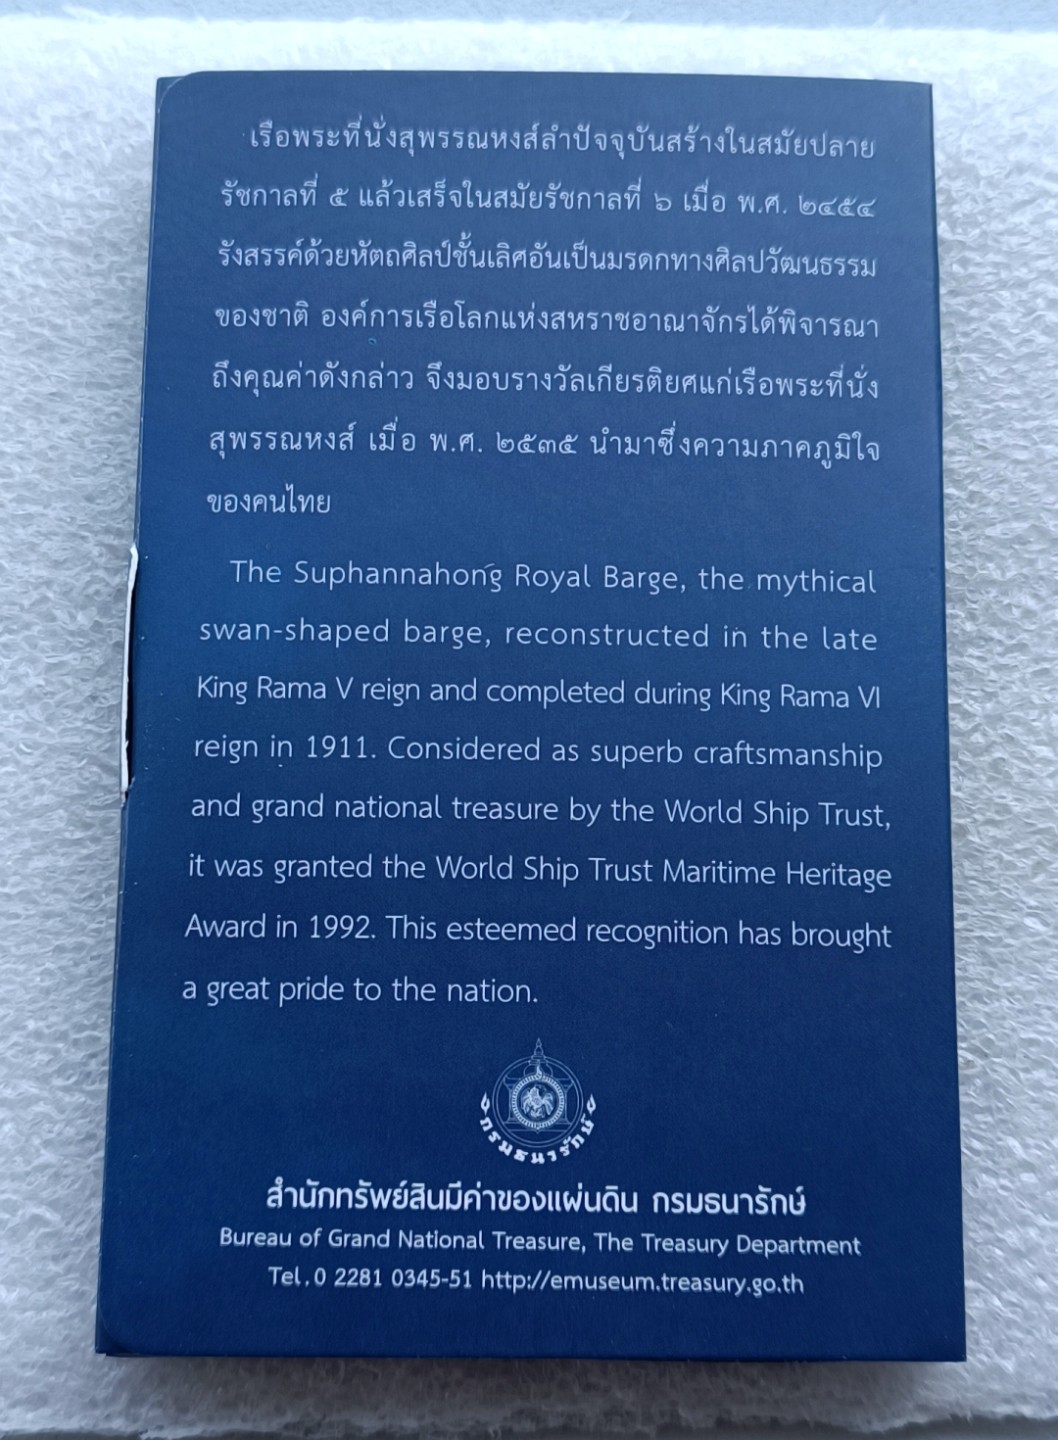 เรือพระที่นั่งสุพรรณหงส์ลำปัจจุบันสร้างในสมัยปลาย
รัชกาลที่ ๕ แล้วเสร็จในสมัยรัชกาลที่ ๖ เมื่อ พ.ศ. ๒๔๕๔
รังสรรค์ด้วยหัตถศิลป์ชั้นเลิศอันเป็นมรดกทางศิลปวัฒนธรรม
ของชาติ องค์การเรือโลกแห่งสหราชอาณาจักรได้พิจารณา
ถึงคุณค่าดังกล่าว จึงมอบรางวัลเกียรติยศแก่เรือพระที่นั่ง
สุพรรณหงส์ เมื่อ พ.ศ. ๒๕๓๕ นำมาซึ่งความภาคภูมิใจ
ของคนไทย
The Suphannahong Royal Barge, the mythical
swan-shaped barge, reconstructed in the late
King Rama V reign and completed during King Rama VI
reign in 1911. Considered as superb craftsmanship
and grand national treasure by the World Ship Trust,
it was granted the World Ship Trust Maritime Heritage
Award in 1992. This esteemed recognition has brought
a great pride to the nation.
กรมธนารักษ์
สำนักทรัพย์สินมีค่าของแผ่นดิน กรมธนารักษ์
Bureau of Grand National Treasure, The Treasury Department
Tel. 0 2281 0345-51 http://emuseum.treasury.go.th